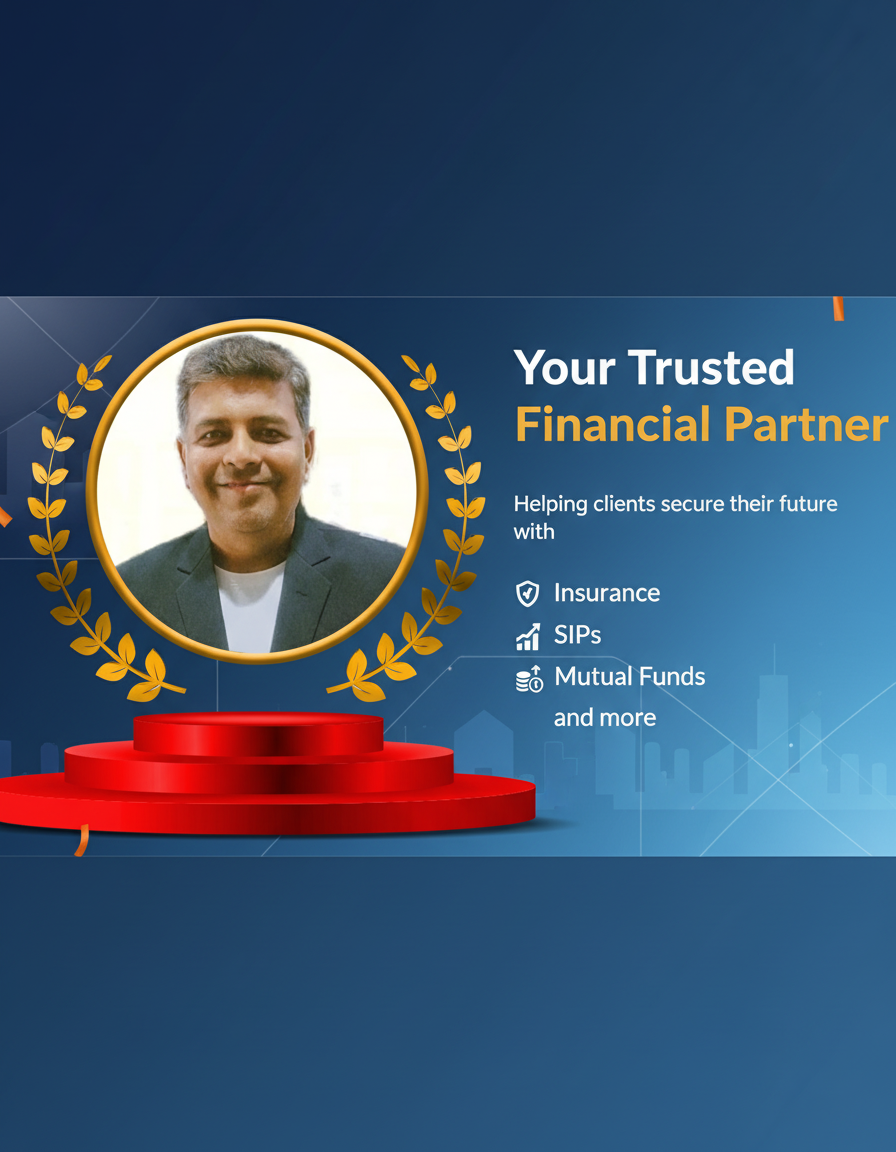 Your Trusted
Financial Partner
Helping clients secure their future
with
Insurance
SIPs
Mutual Funds
and more